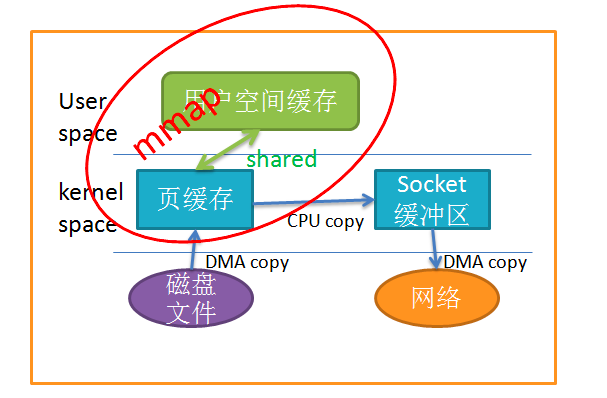 User
space
用户空间缓存
mmap
shared
kernel
space
页缓存
CPU copy
Socket
缓冲区
DMA copy
DMA copy
磁盘
文件
网络